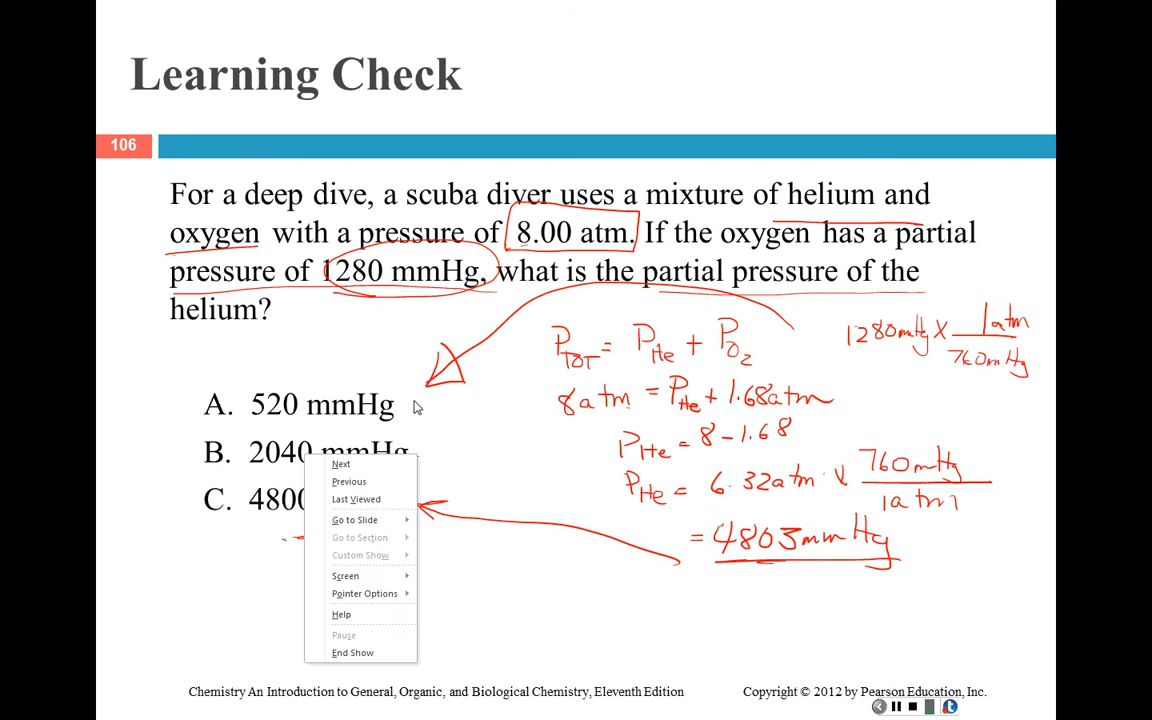 Learning Check
106
For a deep dive, a scuba diver uses a mixture of helium and
oxygen with a pressure of 8.00 atm. If the oxygen has a partial
pressure of 1280 mmHg, what is the partial pressure of the
helium?
1280mmHg x 1atm
760mmHg
PTOT = PHe + PO2
8atm = PHe + 1.68atm
PHe = 8 - 1.68
PHe = 6.32atm x 760mmHg
1atm
= 4803mmHg
A. 520 mmHg
B. 2040 mmHg
C. 4800
Next
Previous
Last Viewed
Go to Slide
Go to Section
Custom Show
Screen
Pointer Options
Help
Pause
End Show
Chemistry An Introduction to General, Organic, and Biological Chemistry, Eleventh Edition
Copyright © 2012 by Pearson Education, Inc.